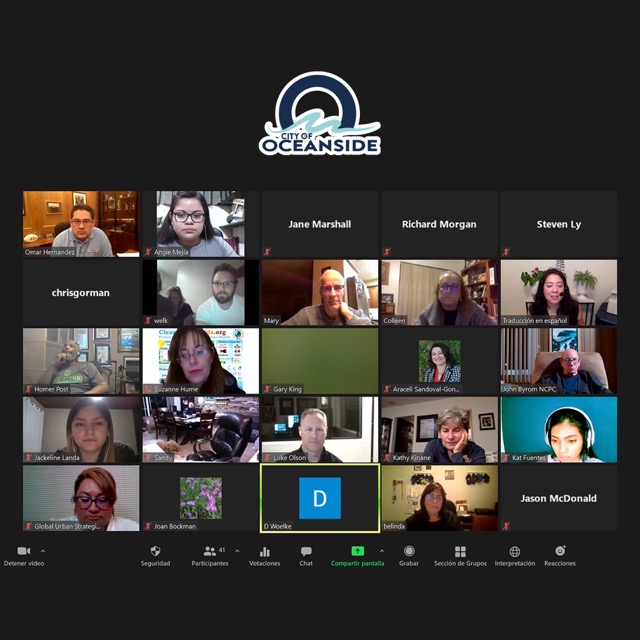 CITY OF
OCEANSIDE
Omar Hernandez
Angie Mejia
Jane Marshall
Richard Morgan
Steven Ly
chrisgorman
welk
Mary
Colleen
Traducción en español
Homer Post
Suzanne Hume
Gary King
Araceli Sandoval-Gon...
John Byrom NCPC
Jackeline Landa
Sandy
Luke Olson
Kathy Kinane
Kat Fuentes
Global Urban Strategi...
Joan Bockman
D
D Woelke
belinda
Jason McDonald
Detener video
Seguridad
Participantes
41
Votaciones
Chat
Compartir pantalla
Grabar
Sección de Grupos
Interpretación
Reacciones